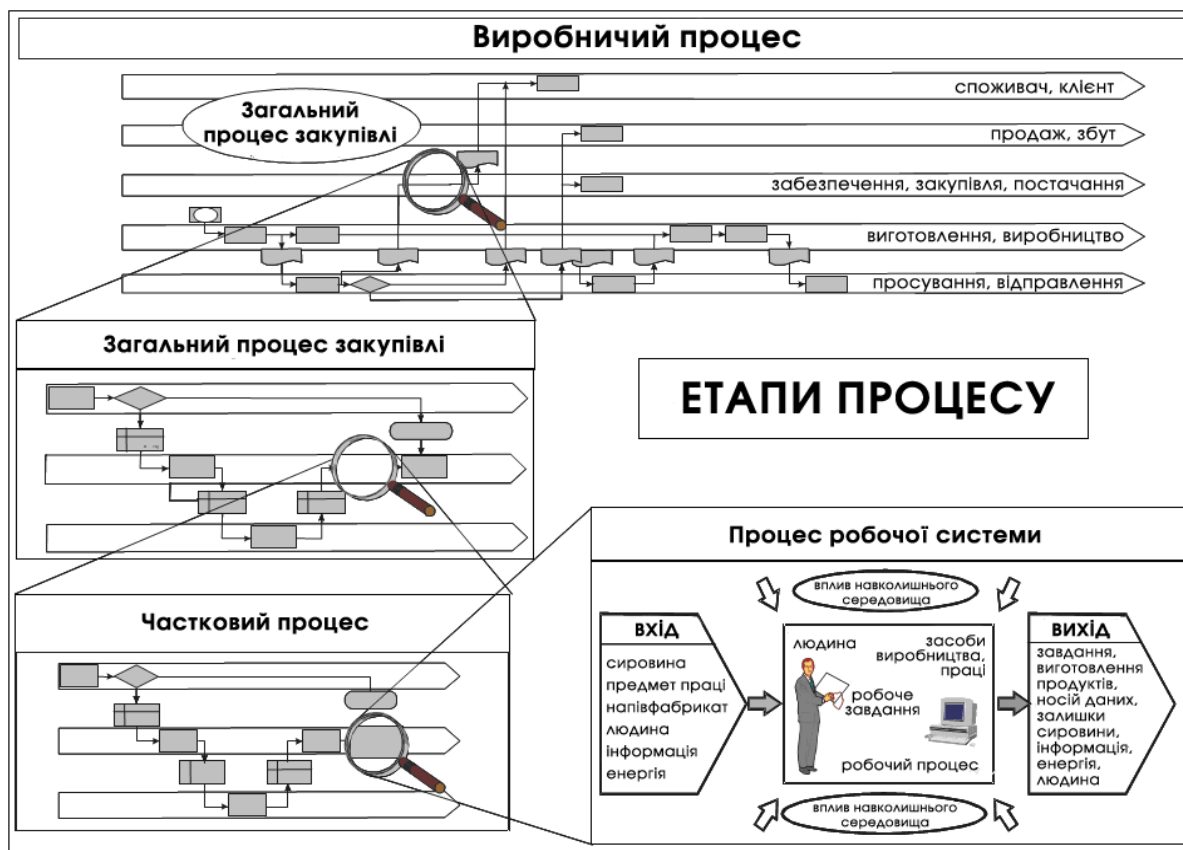 Виробничий процес
Загальний
процес закупівлі
споживач, клієнт
продаж, збут
забезпечення, закупівля, постачання
виготовлення, виробництво
просування, відправлення
Загальний процес закупівлі
ЕТАПИ ПРОЦЕСУ
Частковий процес
Процес робочої системи
вплив навколишнього
середовища
ВХІД
сировина
предмет праці
напівфабрикат
людина
інформація
енергія
людина
засоби
виробництва,
праці
робоче
завдання
робочий процес
ВИХІД
завдання,
виготовлення
продуктів,
носій даних,
залишки
сировини,
інформація,
енергія,
людина
вплив навколишнього
середовища